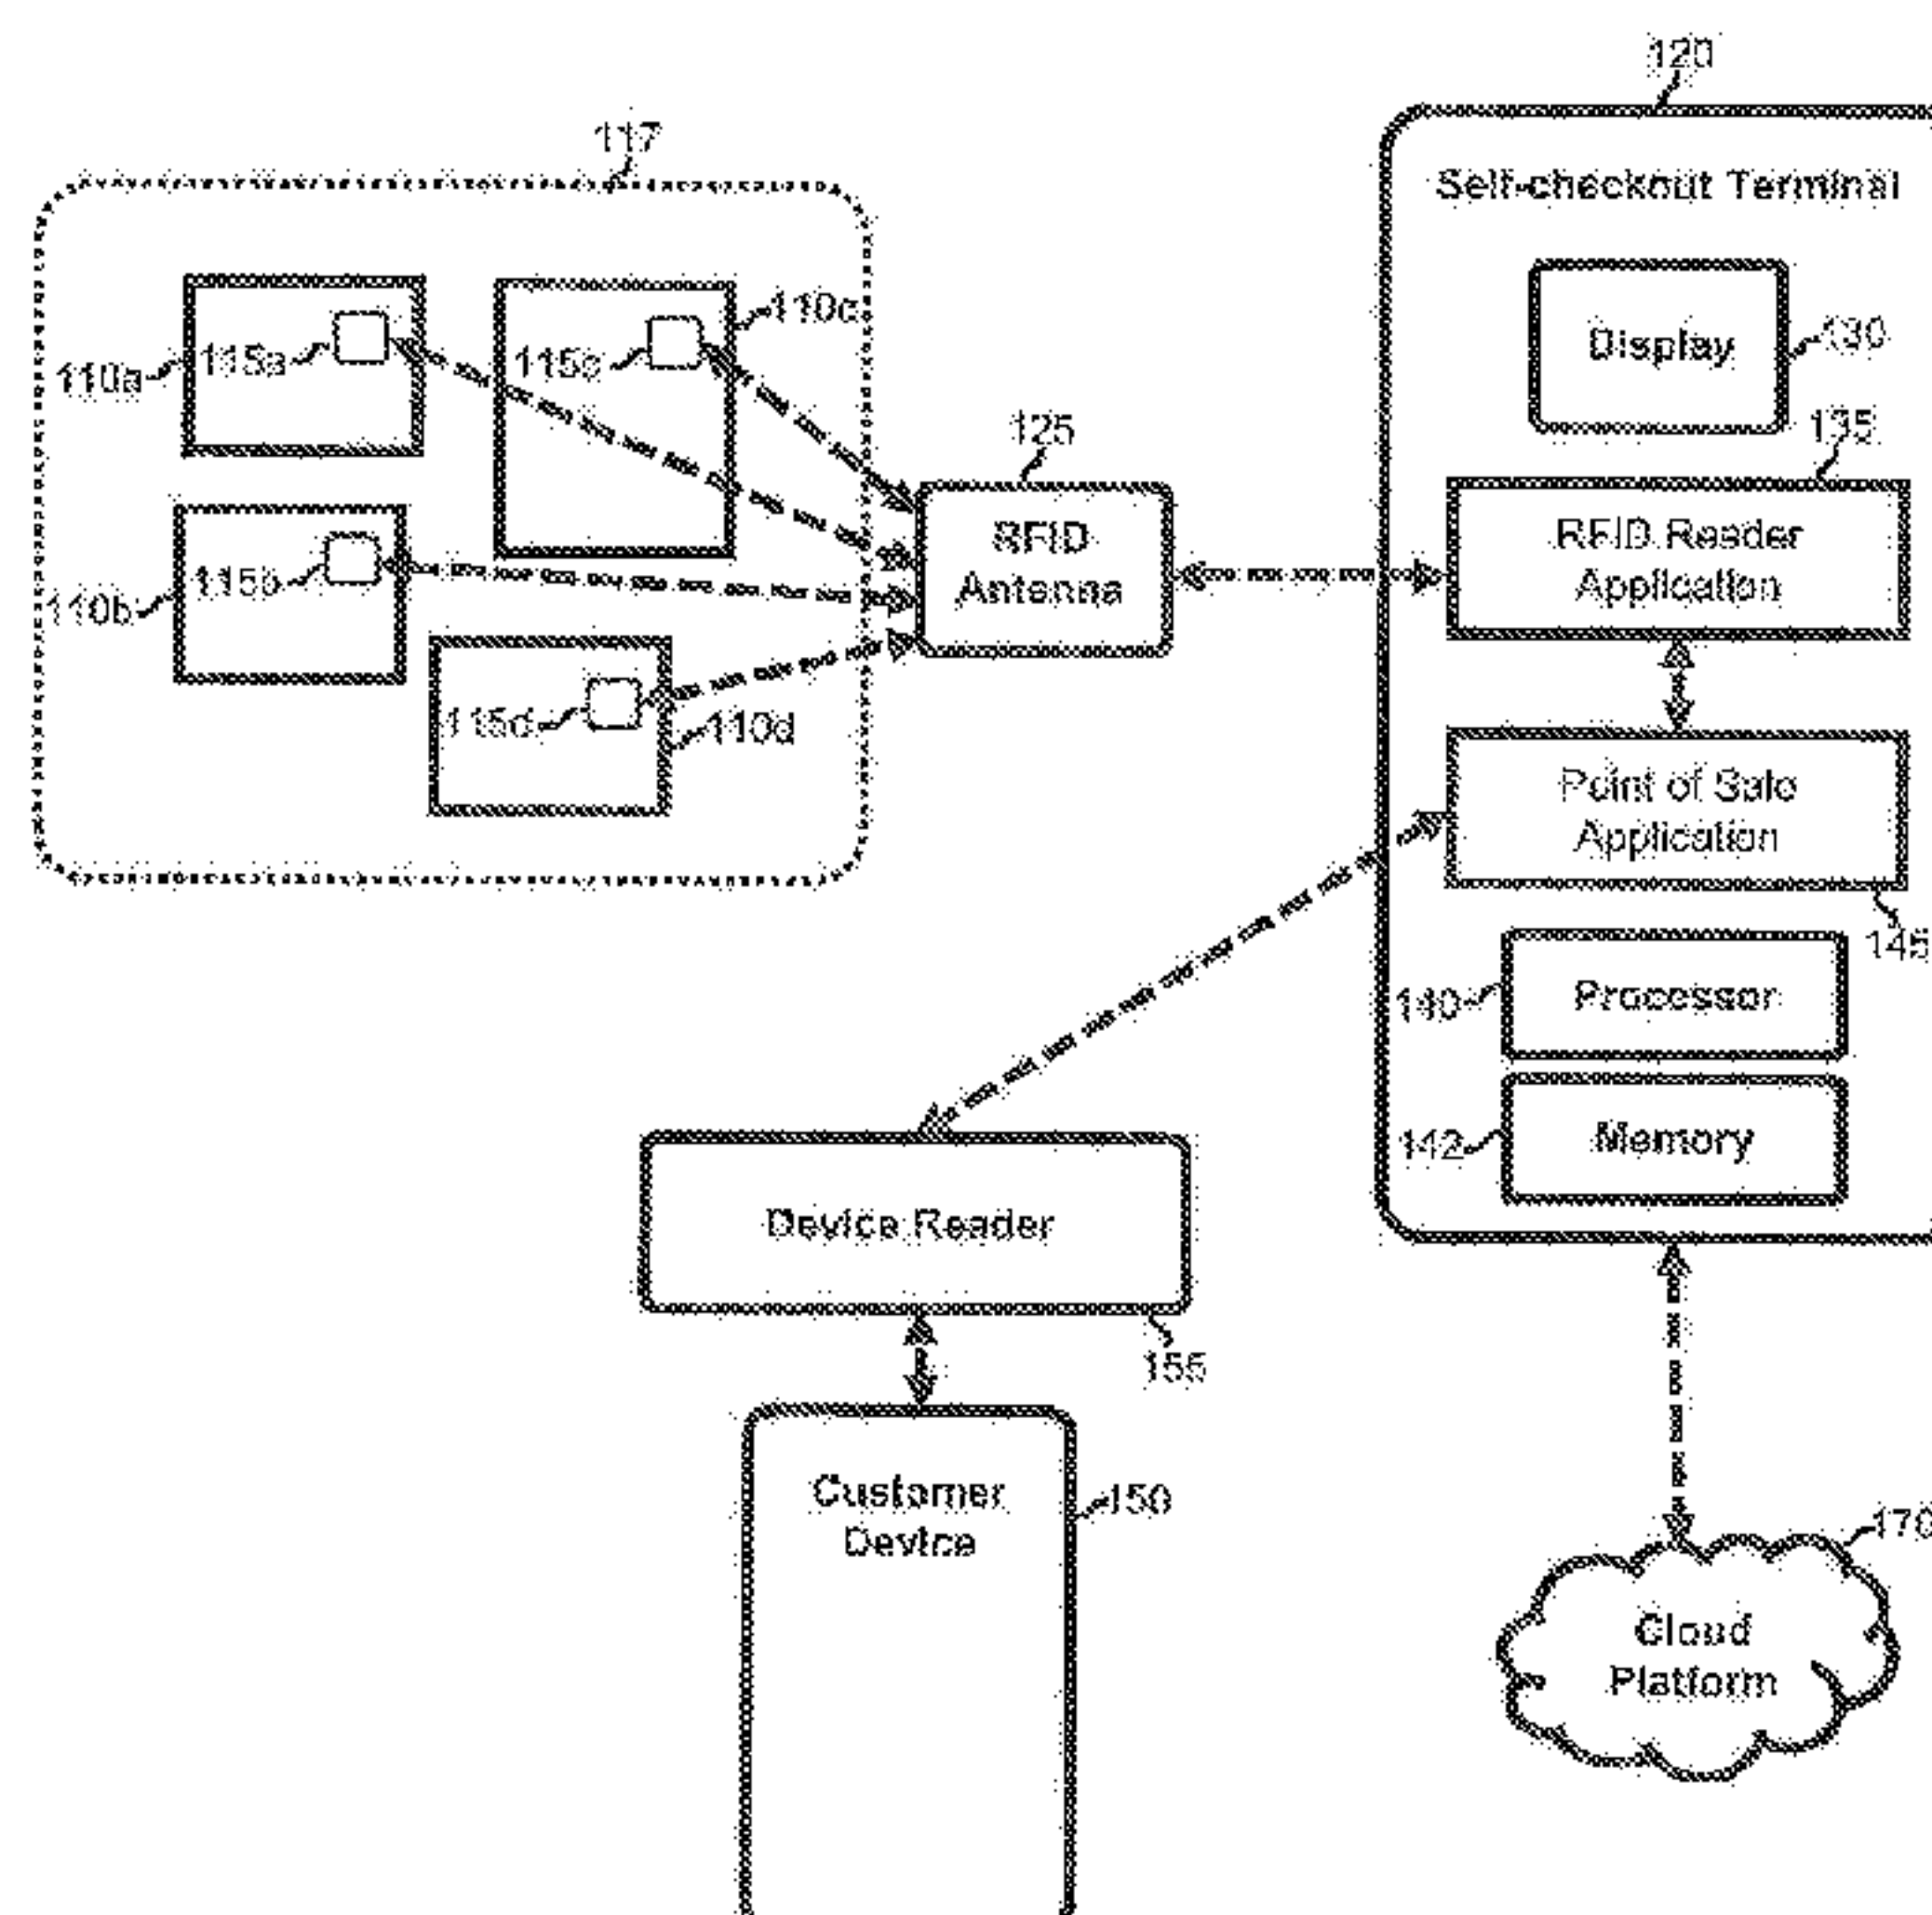 120
117
Self-checkout Terminal
110a
115a
115c
110c
Display
130
125
135
RFID
Antenna
RFID Reader
Application
110b
115b
115d
110d
Point of Sale
Application
145
140
Processor
142
Memory
Device Reader
155
Customer
Device
150
170
Cloud
Platform